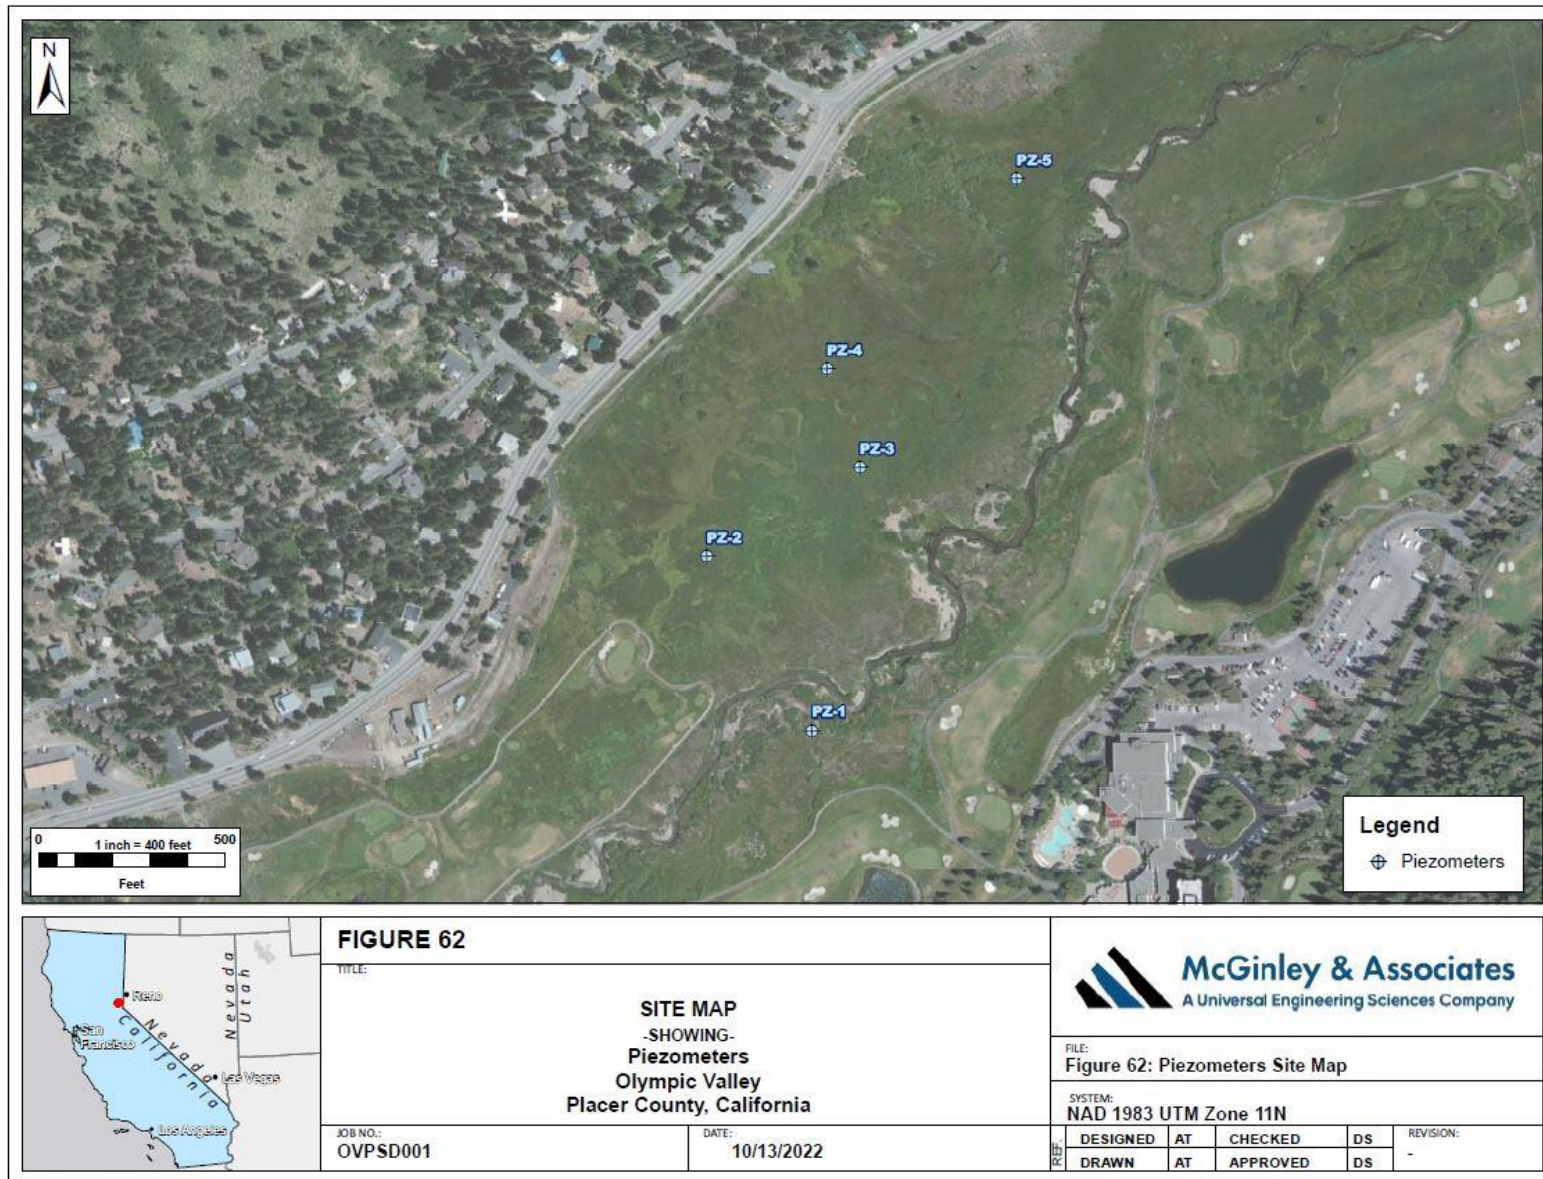 N
PZ-5
PZ-4
PZ-3
PZ-2
PZ-1
0 1 inch = 400 feet 500
Feet
Legend
Piezometers
Reno
Nevada
Utah
San
Francisco
Nevada
California
Las Vegas
Los Angeles
FIGURE 62
TITLE:
SITE MAP
-SHOWING-
Piezometers
Olympic Valley
Placer County, California
JOB NO.:
OVPSD001
DATE:
10/13/2022
McGinley & Associates
A Universal Engineering Sciences Company
FILE:
Figure 62: Piezometers Site Map
SYSTEM:
NAD 1983 UTM Zone 11N
REF.
DESIGNED AT CHECKED DS
DRAWN AT APPROVED DS
REVISION:
-